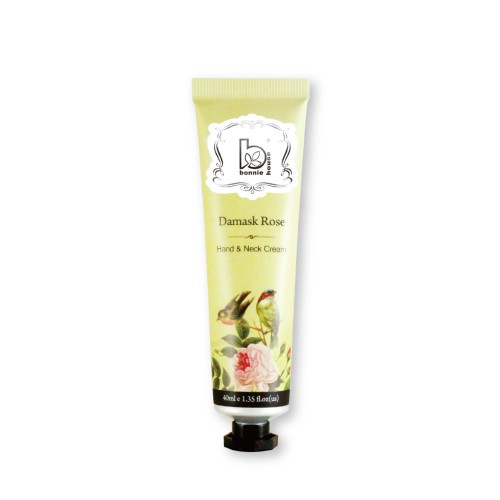 b
bonnie house®
Damask Rose
Hand & Neck Cream
40ml e 1.35 fl.oz(us)